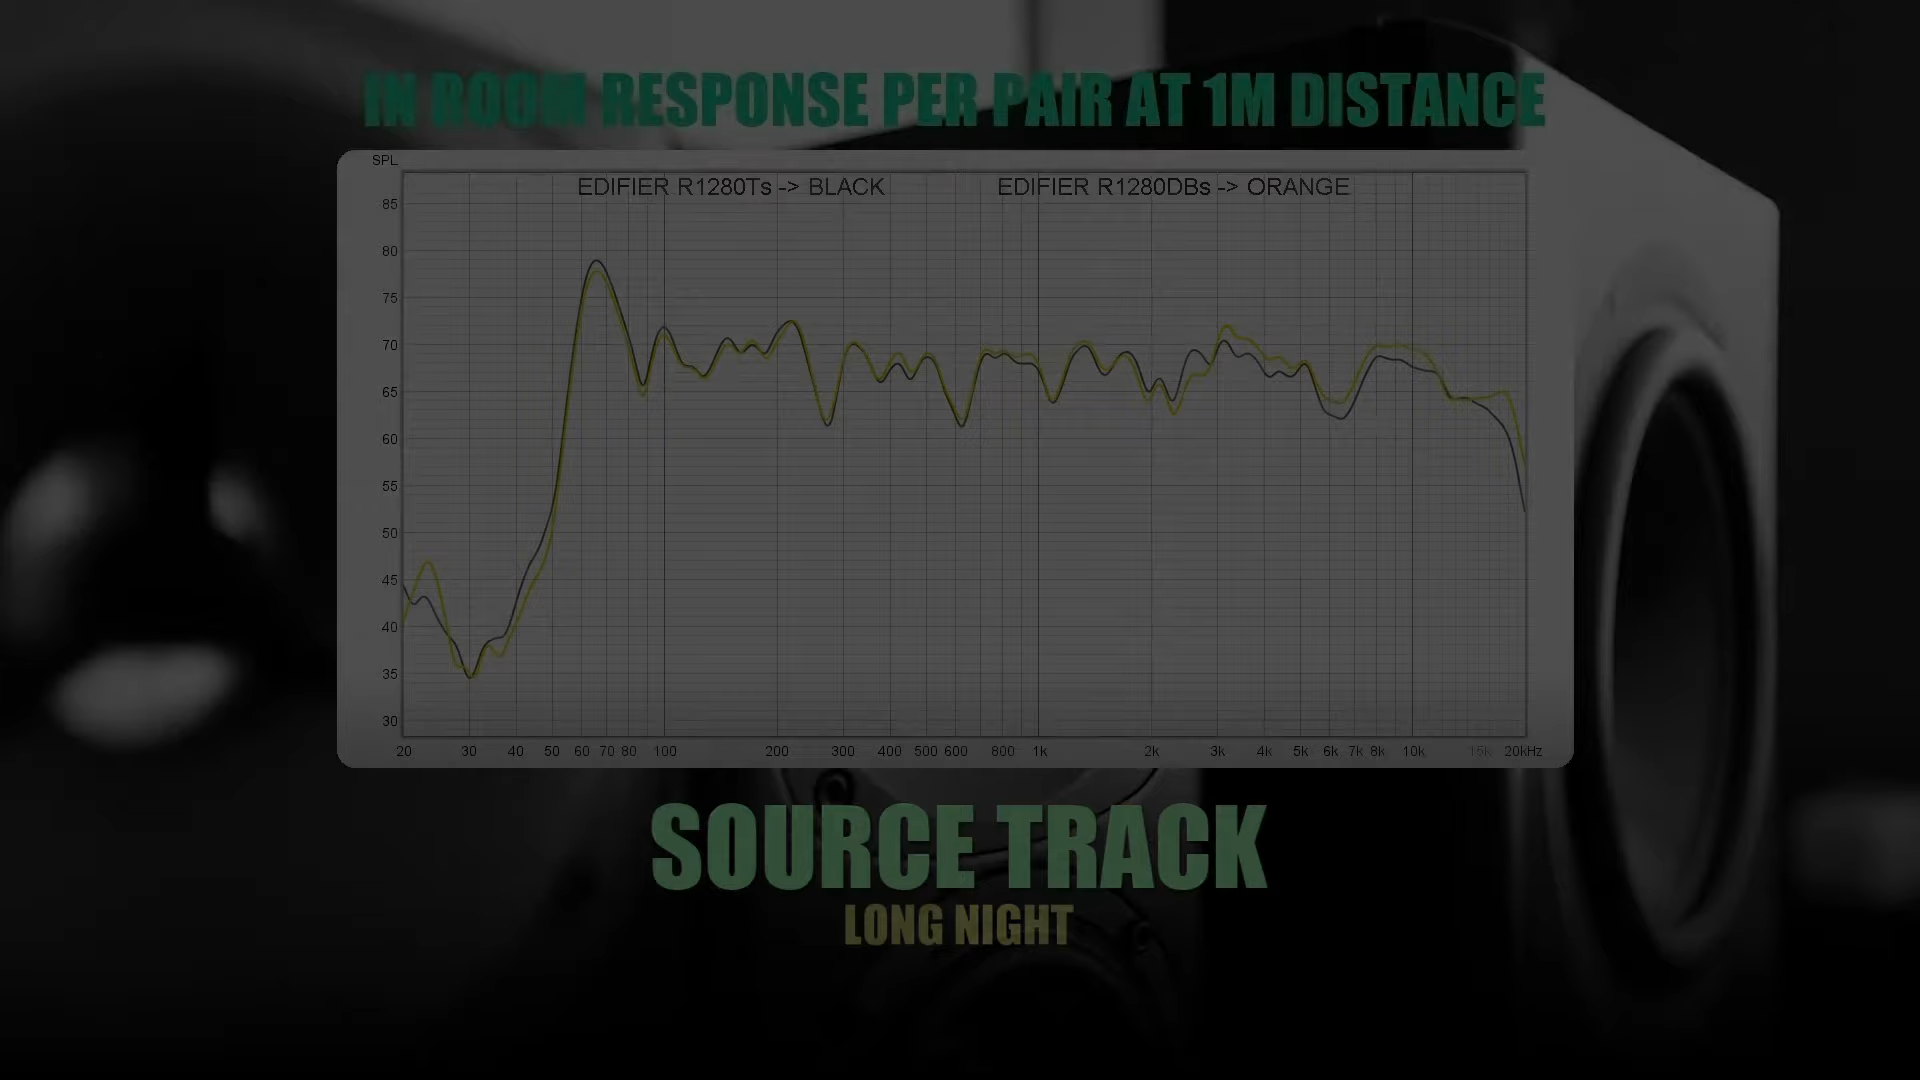 IN ROOM RESPONSE PER PAIR AT 1M DISTANCE
SPL
EDIFIER R1280Ts -> BLACK EDIFIER R1280DBs -> ORANGE
85
80
75
70
65
60
55
50
45
40
35
30
20 30 40 50 60 70 80 100 200 300 400 500 600 800 1k 2k 3k 4k 5k 6k 7k 8k 10k 15k 20kHz
SOURCE TRACK
LONG NIGHT